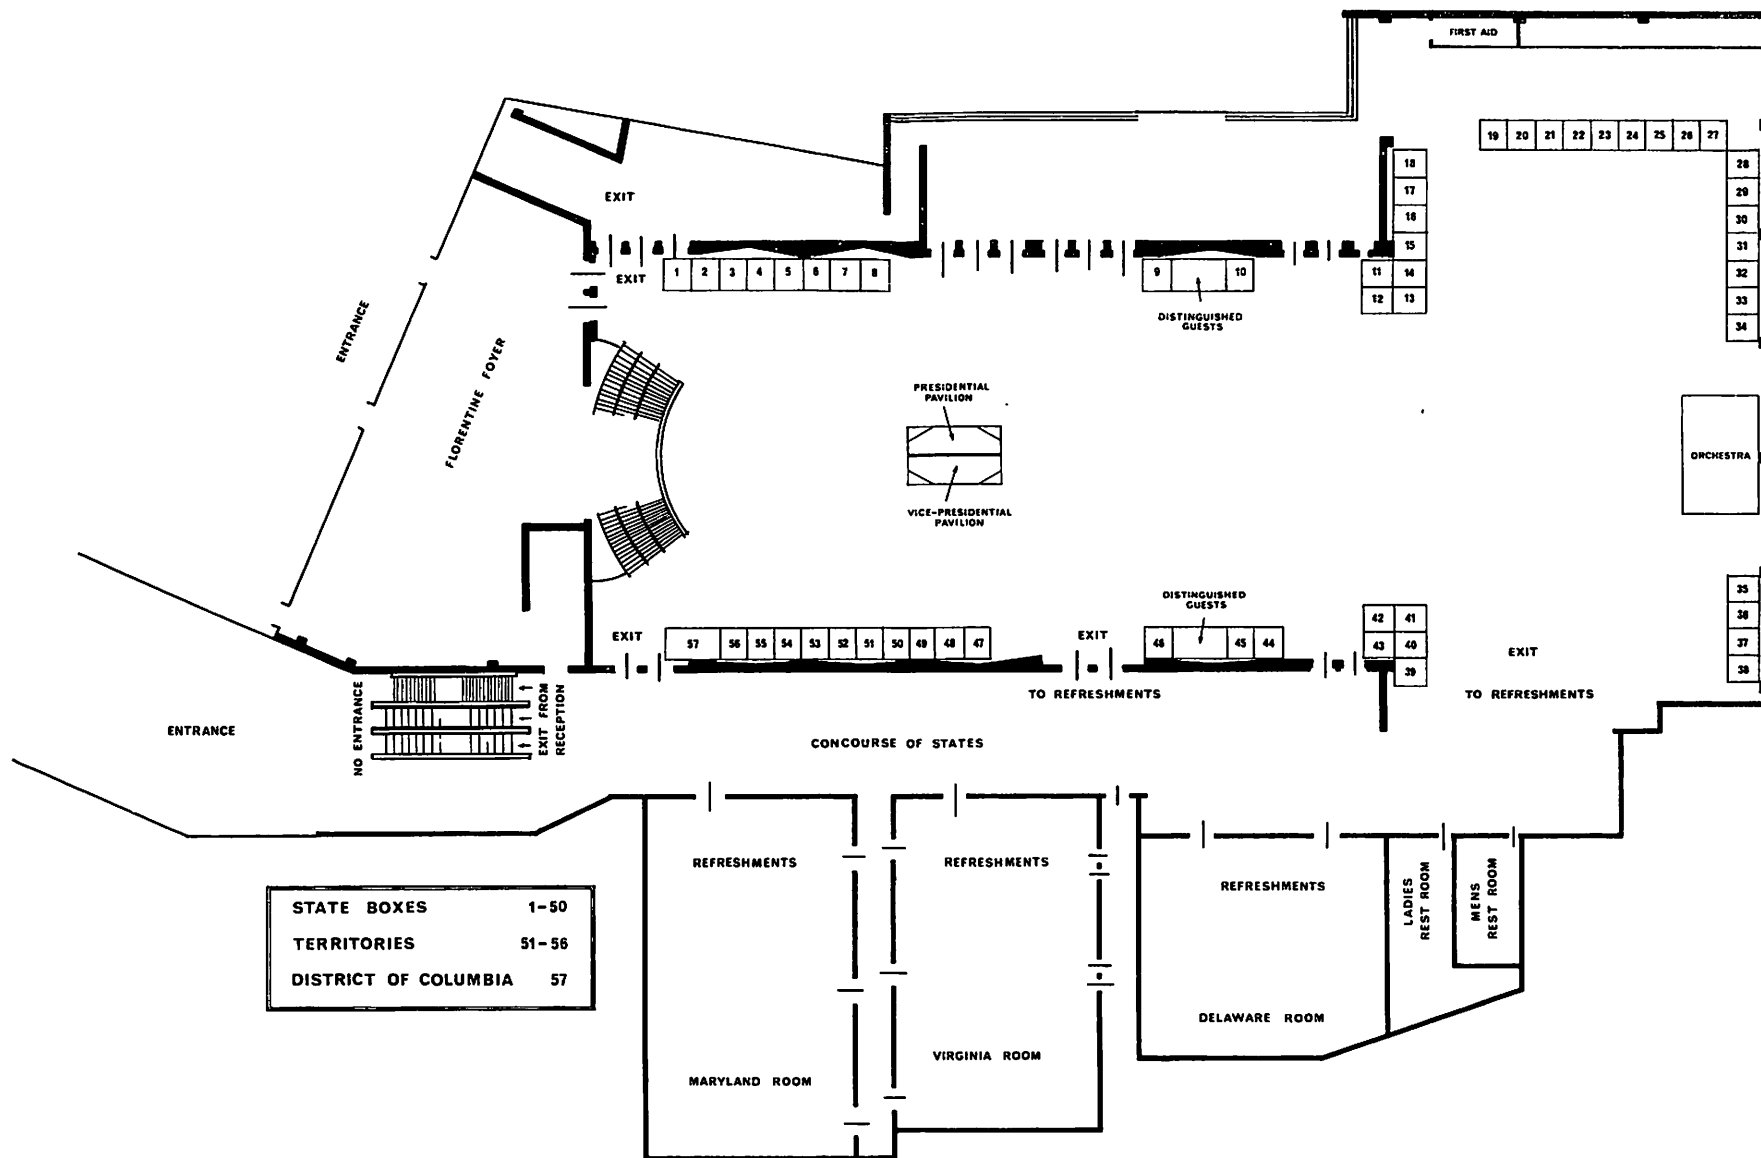 FIRST AID
19 20 21 22 23 24 25 26 27
28
29
30
31
32
33
34
18
17
16
15
11 14
12 13
EXIT
EXIT
1 2 3 4 5 6 7 8
9 10
DISTINGUISHED
GUESTS
ENTRANCE
FLORENTINE FOYER
PRESIDENTIAL
PAVILION
VICE-PRESIDENTIAL
PAVILION
ORCHESTRA
DISTINGUISHED
GUESTS
EXIT
57 56 55 54 53 52 51 50 49 48 47
EXIT
46 45 44
42 41
43 40
39
EXIT
35
36
37
38
TO REFRESHMENTS
TO REFRESHMENTS
ENTRANCE
NO ENTRANCE
EXIT FROM
RECEPTION
CONCOURSE OF STATES
REFRESHMENTS
MARYLAND ROOM
REFRESHMENTS
VIRGINIA ROOM
REFRESHMENTS
DELAWARE ROOM
LADIES
REST ROOM
MENS
REST ROOM
STATE BOXES 1-50
TERRITORIES 51-56
DISTRICT OF COLUMBIA 57